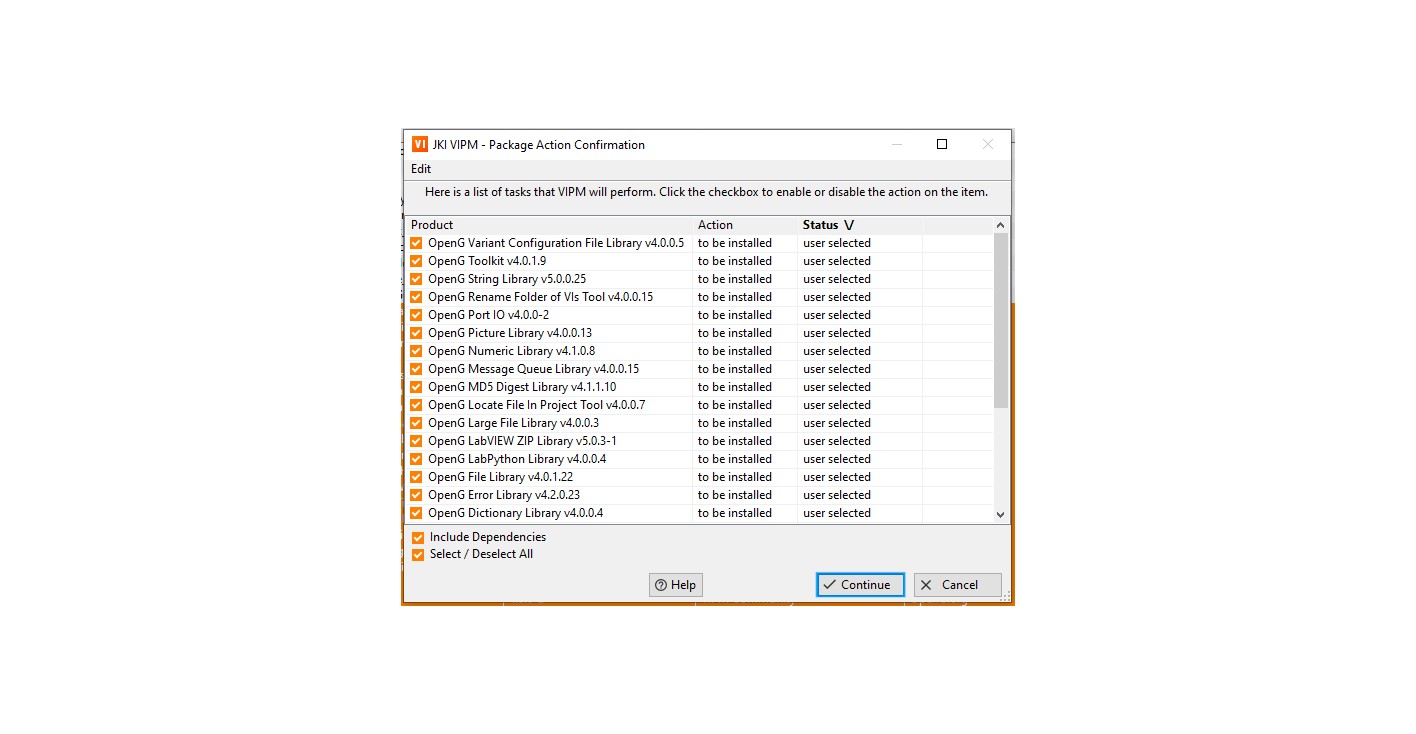 VI JKI VIPM - Package Action Confirmation
Edit
Here is a list of tasks that VIPM will perform. Click the checkbox to enable or disable the action on the item.
Product Action Status V
OpenG Variant Configuration File Library v4.0.0.5 to be installed user selected
OpenG Toolkit v4.0.1.9 to be installed user selected
OpenG String Library v5.0.0.25 to be installed user selected
OpenG Rename Folder of VIs Tool v4.0.0.15 to be installed user selected
OpenG Port IO v4.0.0-2 to be installed user selected
OpenG Picture Library v4.0.0.13 to be installed user selected
OpenG Numeric Library v4.1.0.8 to be installed user selected
OpenG Message Queue Library v4.0.0.15 to be installed user selected
OpenG MD5 Digest Library v4.1.1.10 to be installed user selected
OpenG Locate File In Project Tool v4.0.0.7 to be installed user selected
OpenG Large File Library v4.0.0.3 to be installed user selected
OpenG LabVIEW ZIP Library v5.0.3-1 to be installed user selected
OpenG LabPython Library v4.0.0.4 to be installed user selected
OpenG File Library v4.0.1.22 to be installed user selected
OpenG Error Library v4.2.0.23 to be installed user selected
OpenG Dictionary Library v4.0.0.4 to be installed user selected
Include Dependencies
Select / Deselect All
Help Continue Cancel